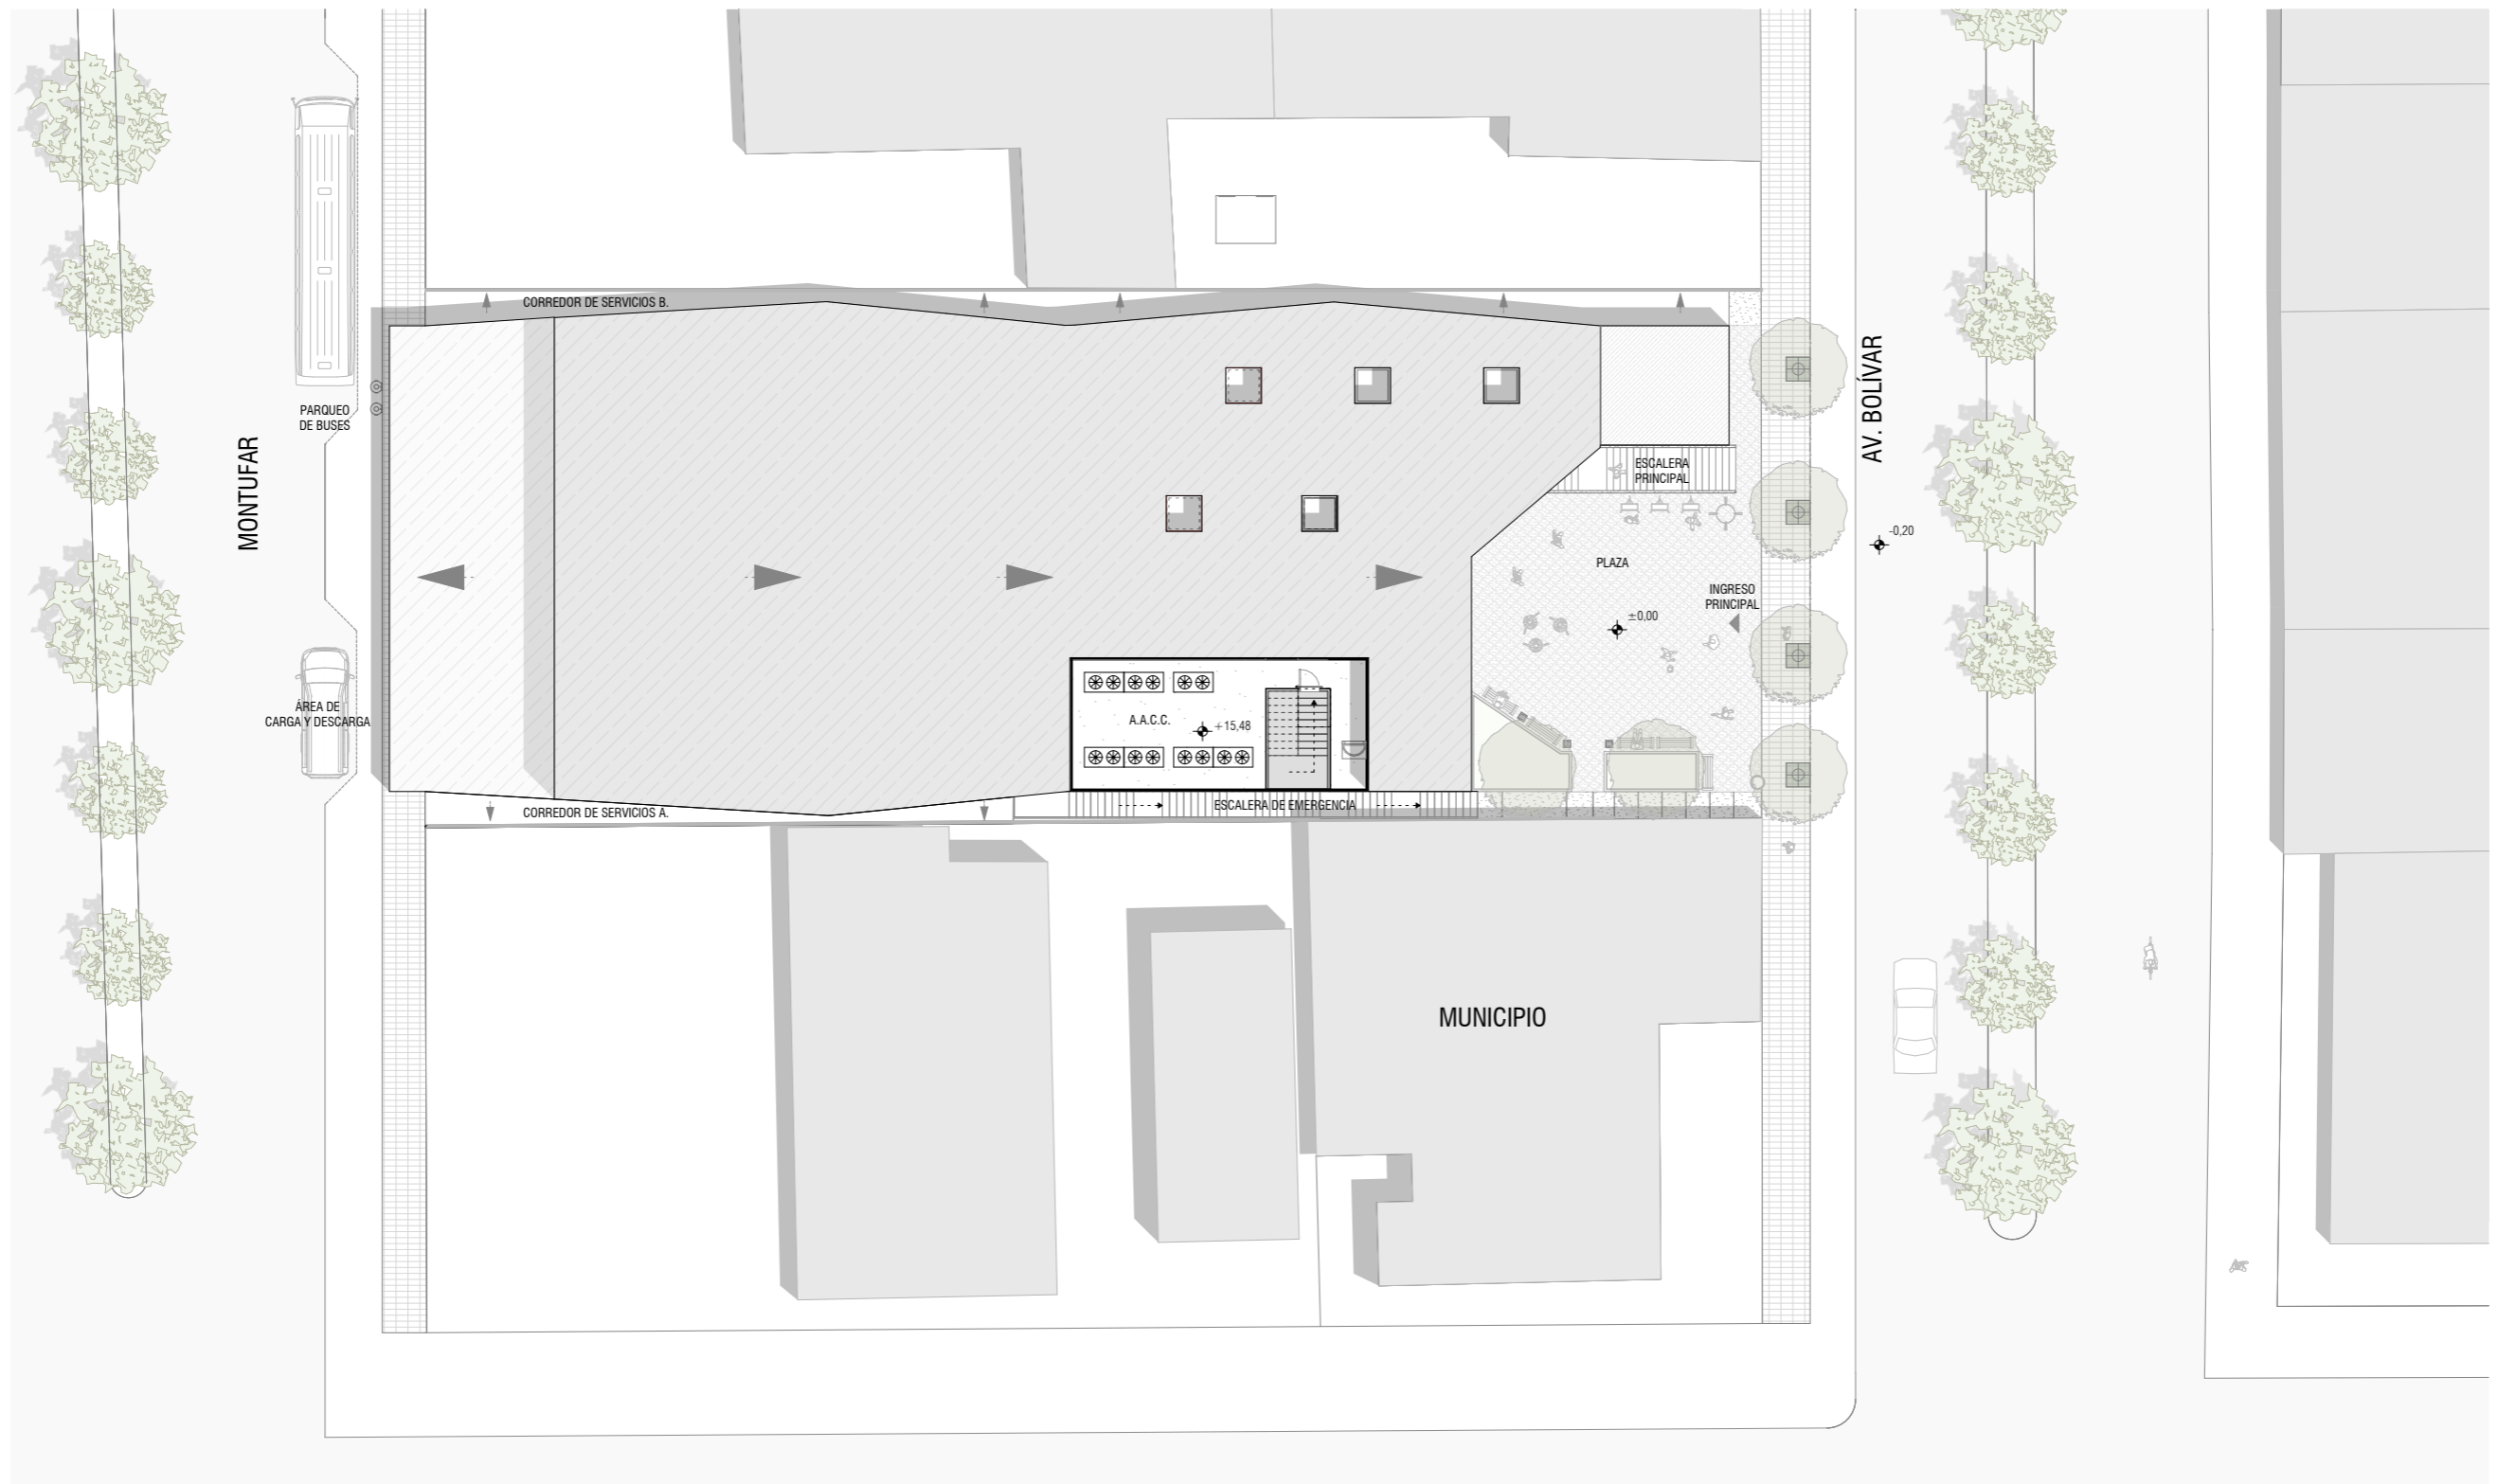 CORREDOR DE SERVICIOS B.
PARQUEO
DE BUSES
MONTUFAR
AV. BOLÍVAR
ESCALERA
PRINCIPAL
-0,20
PLAZA
INGRESO
PRINCIPAL
±0,00
ÁREA DE
CARGA Y DESCARGA
A.A.C.C.
+15,48
ESCALERA DE EMERGENCIA
CORREDOR DE SERVICIOS A.
MUNICIPIO